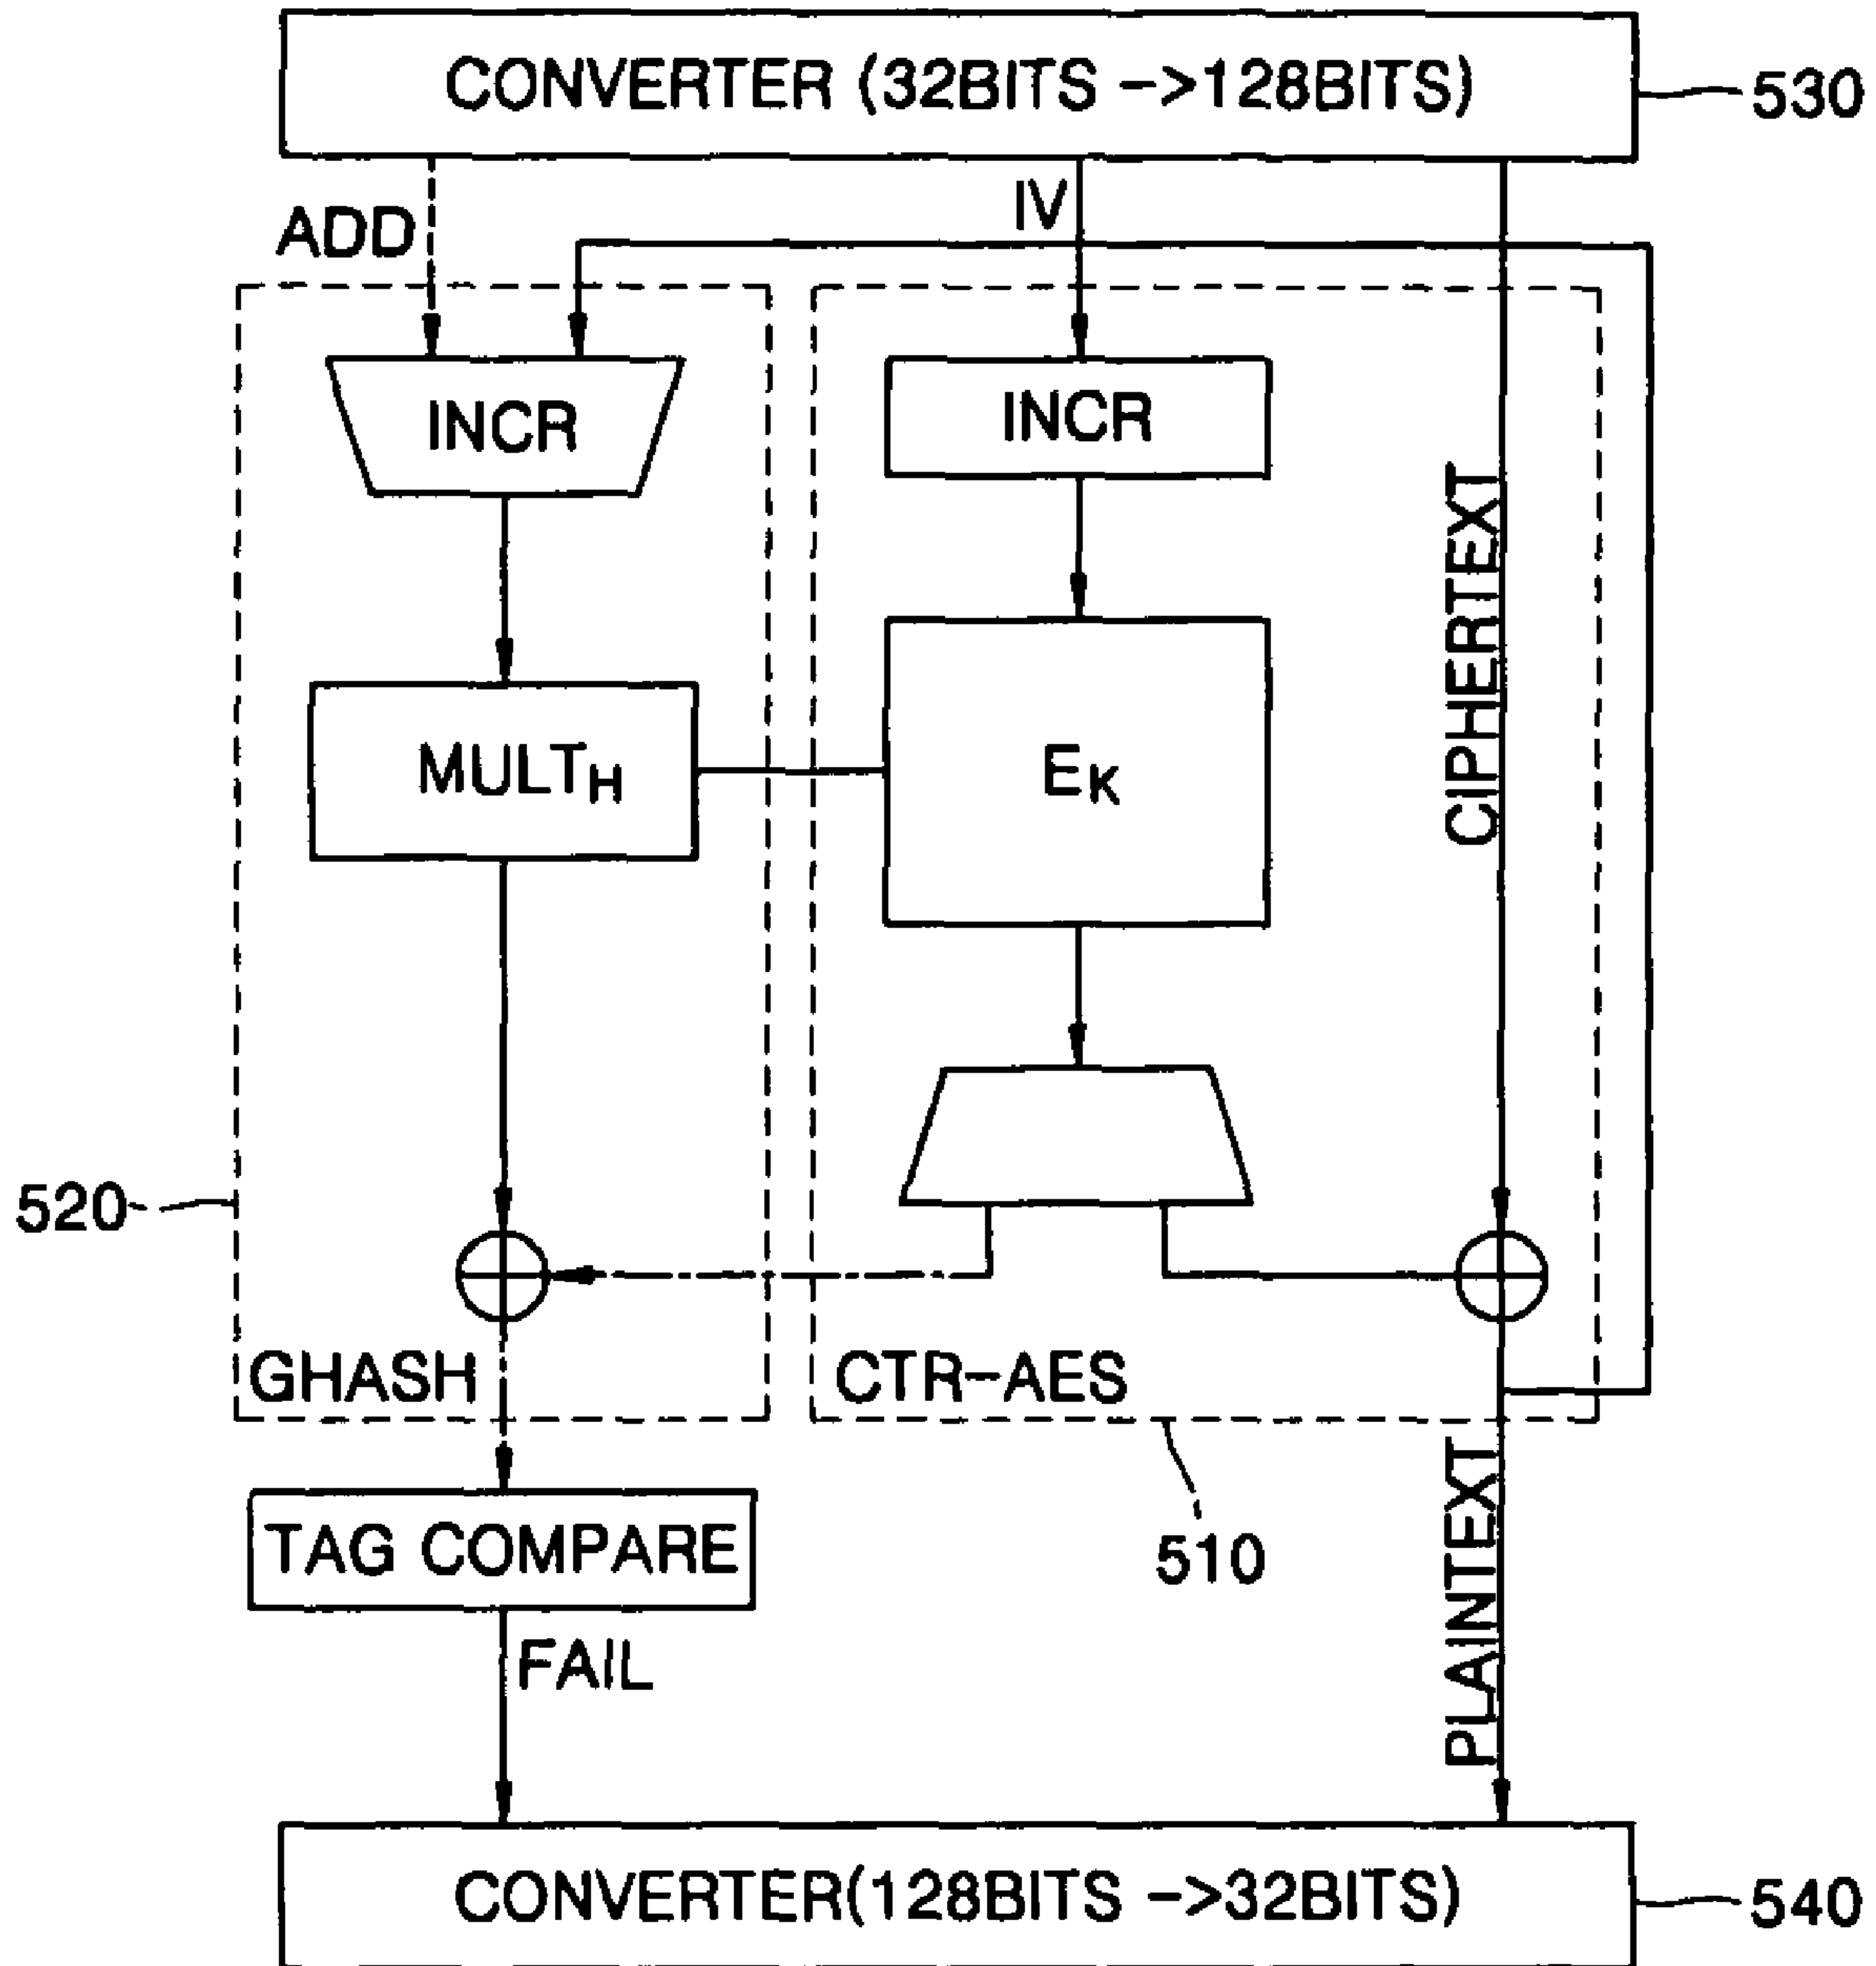 CONVERTER (32BITS ->128BITS)
530
ADD
IV
INCR
INCR
CIPHERTEXT
MULTH
EK
520
GHASH
CTR-AES
TAG COMPARE
510
PLAINTEXT
FAIL
CONVERTER(128BITS ->32BITS)
540